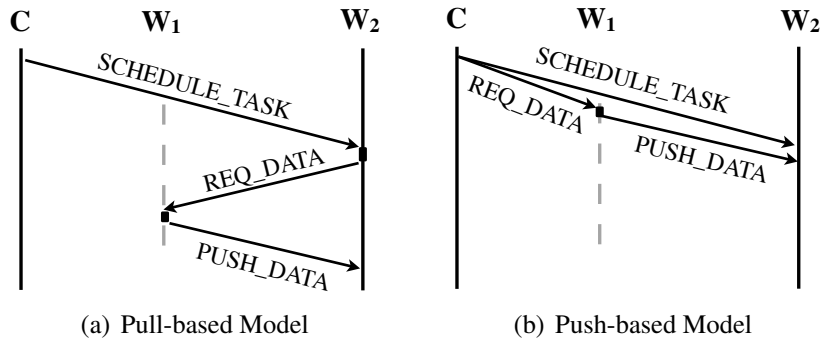 C W₁ W₂
SCHEDULE_TASK
REQ_DATA
PUSH_DATA
(a) Pull-based Model
C W₁ W₂
SCHEDULE_TASK
REQ_DATA
PUSH_DATA
(b) Push-based Model